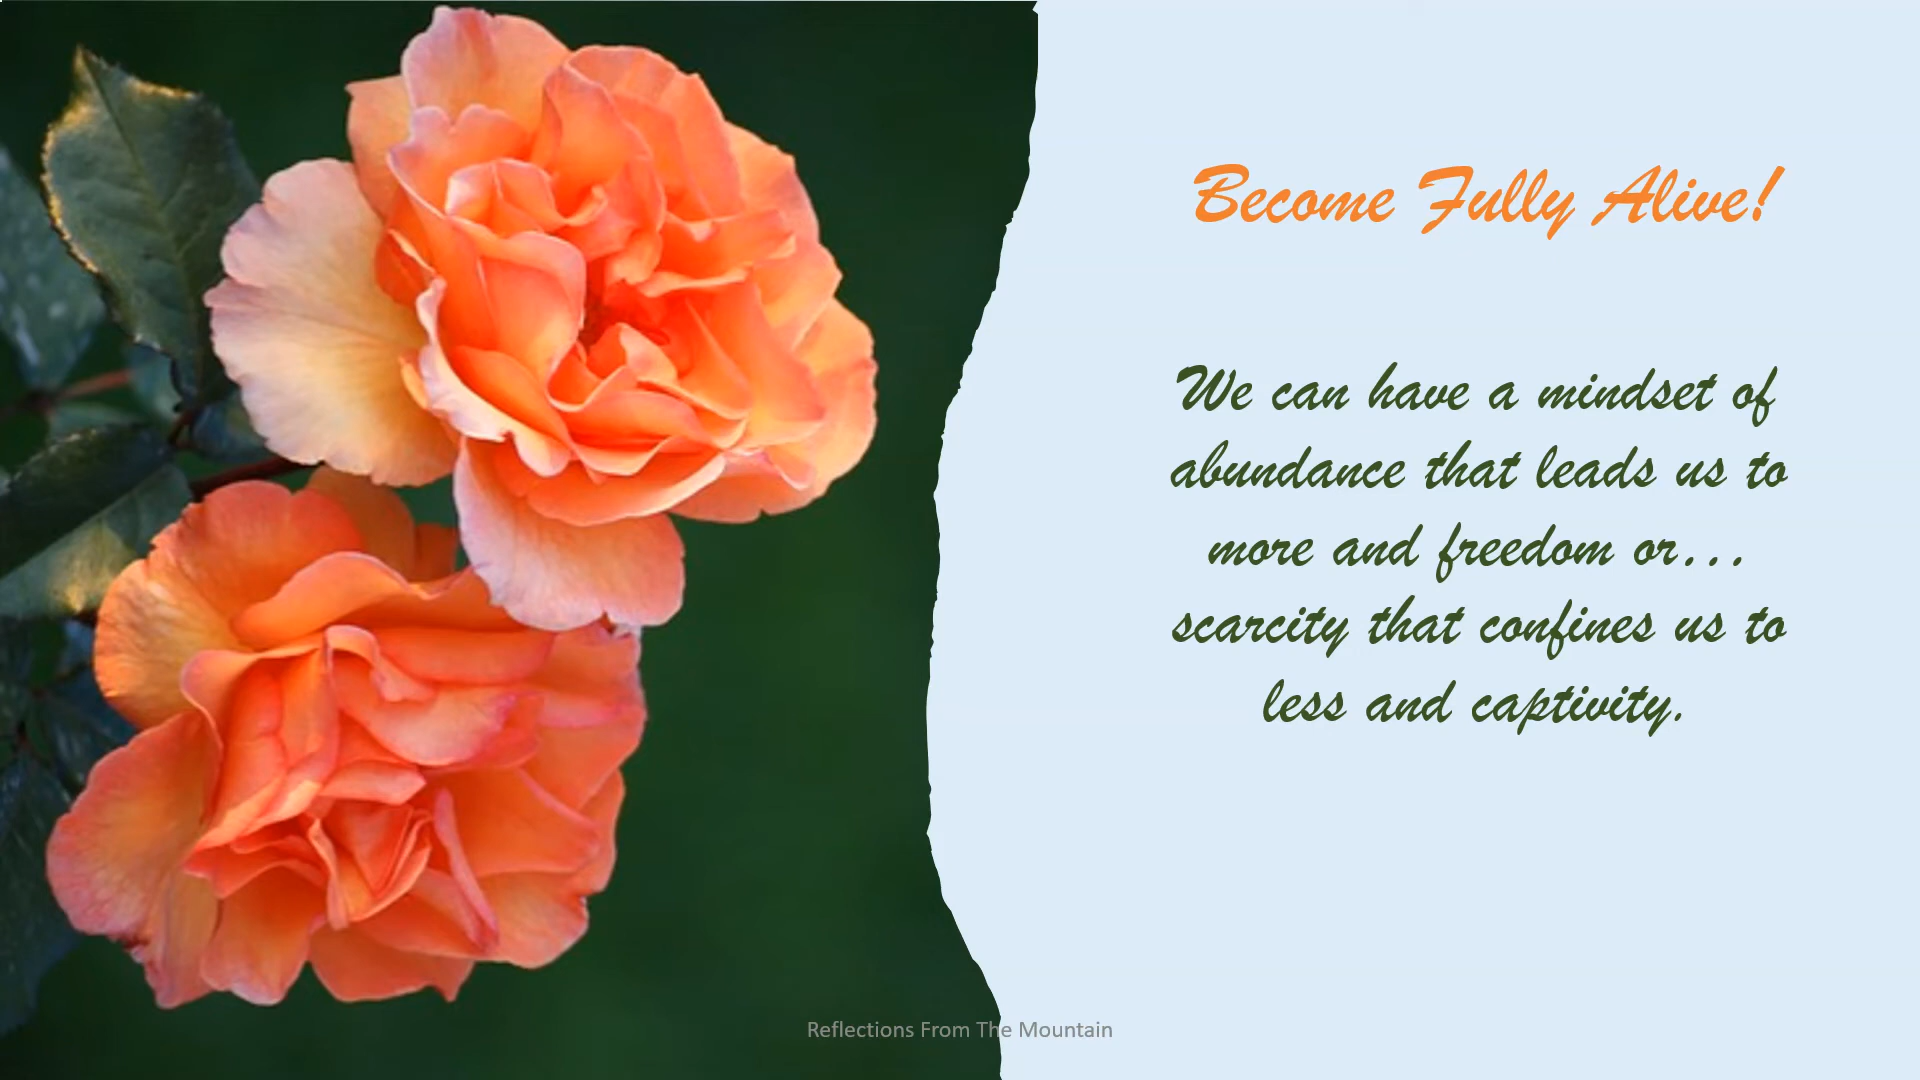 Become Fully Alive!
We can have a mindset of
abundance that leads us to
more and freedom or...
scarcity that confines us to
less and captivity.
Reflections From The Mountain